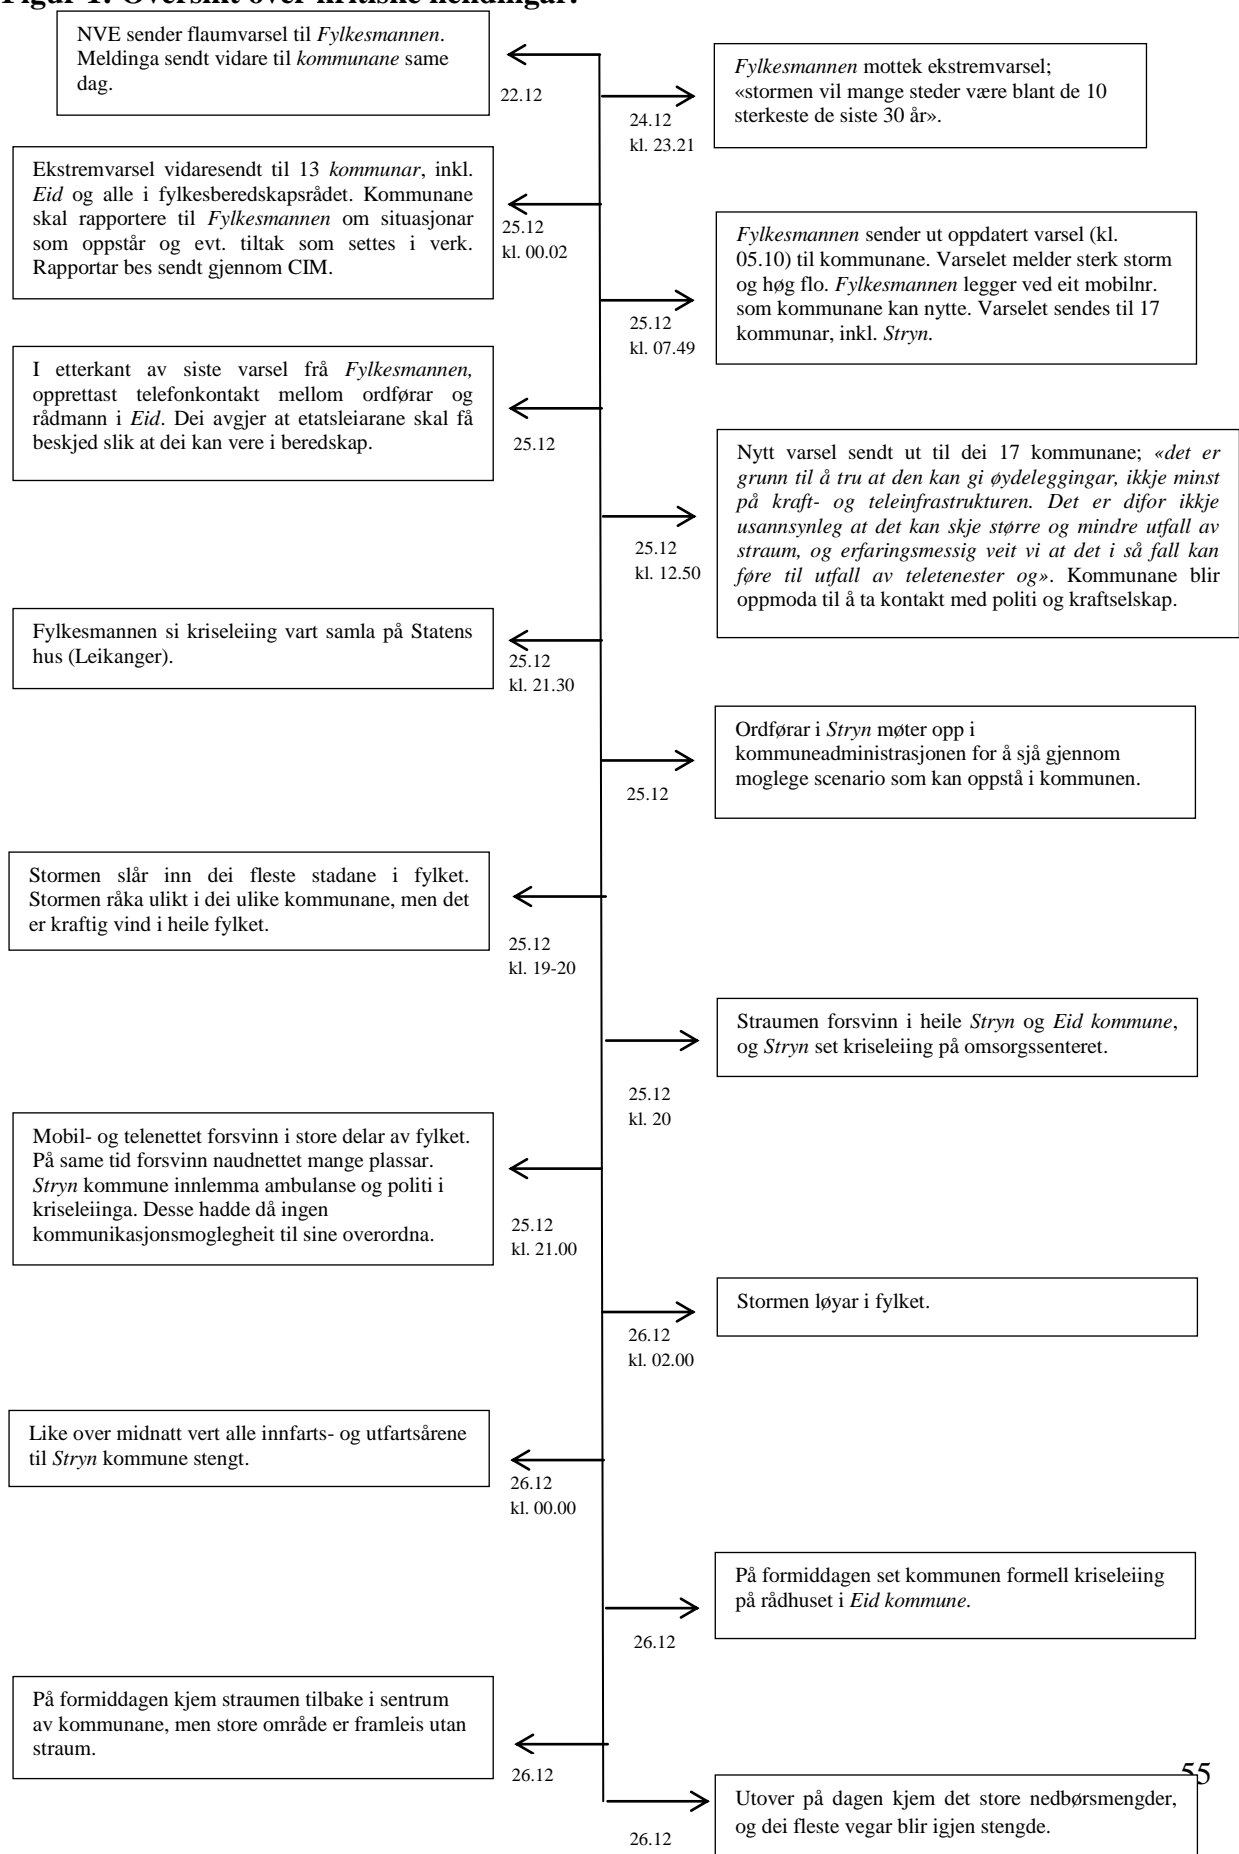 Figur 1: Oversikt over kritiske hendingar.
NVE sender flaumvarsel til Fylkesmannen.
Meldinga sendt vidare til kommunane same
dag.
22.12
Fylkesmannen mottek ekstremvarsel;
«stormen vil mange steder være blant de 10
sterkeste de siste 30 år».
24.12
kl. 23.21
Ekstremvarsel vidaresendt til 13 kommunar, inkl.
Eid og alle i fylkesberedskapsrådet. Kommunane
skal rapportere til Fylkesmannen om situasjonar
som oppstår og evt. tiltak som settes i verk.
Rapportar bes sendt gjennom CIM.
25.12
kl. 00.02
Fylkesmannen sender ut oppdatert varsel (kl.
05.10) til kommunane. Varselet melder sterk storm
og høg flo. Fylkesmannen legger ved eit mobilnr.
som kommunane kan nytte. Varselet sendes til 17
kommunar, inkl. Stryn.
25.12
kl. 07.49
I etterkant av siste varsel frå Fylkesmannen,
opprettast telefonkontakt mellom ordførar og
rådmann i Eid. Dei avgjer at etatsleiarane skal få
beskjed slik at dei kan vere i beredskap.
25.12
Nytt varsel sendt ut til dei 17 kommunane; «det er
grunn til å tru at den kan gi øydeleggingar, ikkje minst
på kraft- og teleinfrastrukturen. Det er difor ikkje
usannsynleg at det kan skje større og mindre utfall av
straum, og erfaringsmessig veit vi at det i så fall kan
føre til utfall av teletenester og». Kommunane blir
oppmoda til å ta kontakt med politi og kraftselskap.
25.12
kl. 12.50
Fylkesmannen si kriseleiing vart samla på Statens
hus (Leikanger).
25.12
kl. 21.30
Ordførar i Stryn møter opp i
kommuneadministrasjonen for å sjå gjennom
moglege scenario som kan oppstå i kommunen.
25.12
Stormen slår inn dei fleste stadane i fylket.
Stormen råka ulikt i dei ulike kommunane, men det
er kraftig vind i heile fylket.
25.12
kl. 19-20
Straumen forsvinn i heile Stryn og Eid kommune,
og Stryn set kriseleiing på omsorgssenteret.
25.12
kl. 20
Mobil- og telenettet forsvinn i store delar av fylket.
På same tid forsvinn naudnettet mange plassar.
Stryn kommune innlemma ambulanse og politi i
kriseleiinga. Desse hadde då ingen
kommunikasjonsmoglegheit til sine overordna.
25.12
kl. 21.00
Stormen løyar i fylket.
26.12
kl. 02.00
Like over midnatt vert alle innfarts- og utfartsårene
til Stryn kommune stengt.
26.12
kl. 00.00
På formiddagen set kommunen formell kriseleiing
på rådhuset i Eid kommune.
26.12
På formiddagen kjem straumen tilbake i sentrum
av kommunane, men store område er framleis utan
straum.
26.12
55
Utover på dagen kjem det store nedbørsmengder,
og dei fleste vegar blir igjen stengde.
26.12